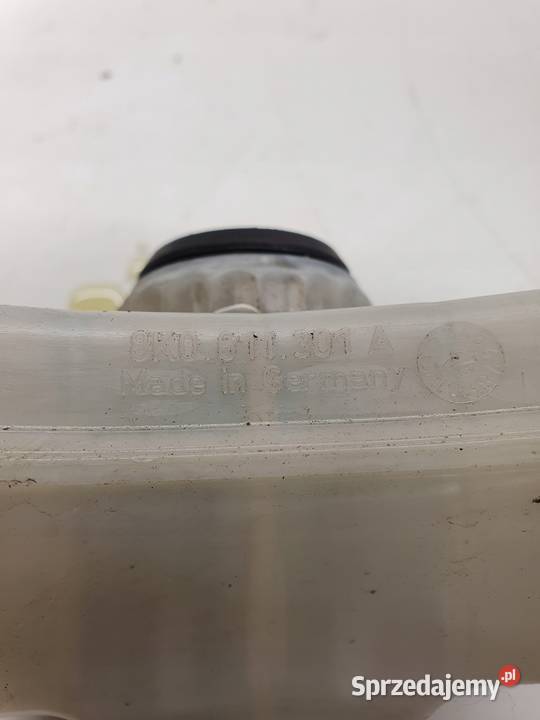 8K0.611.301 A
Made in Germany
Sprzedajemy.pl